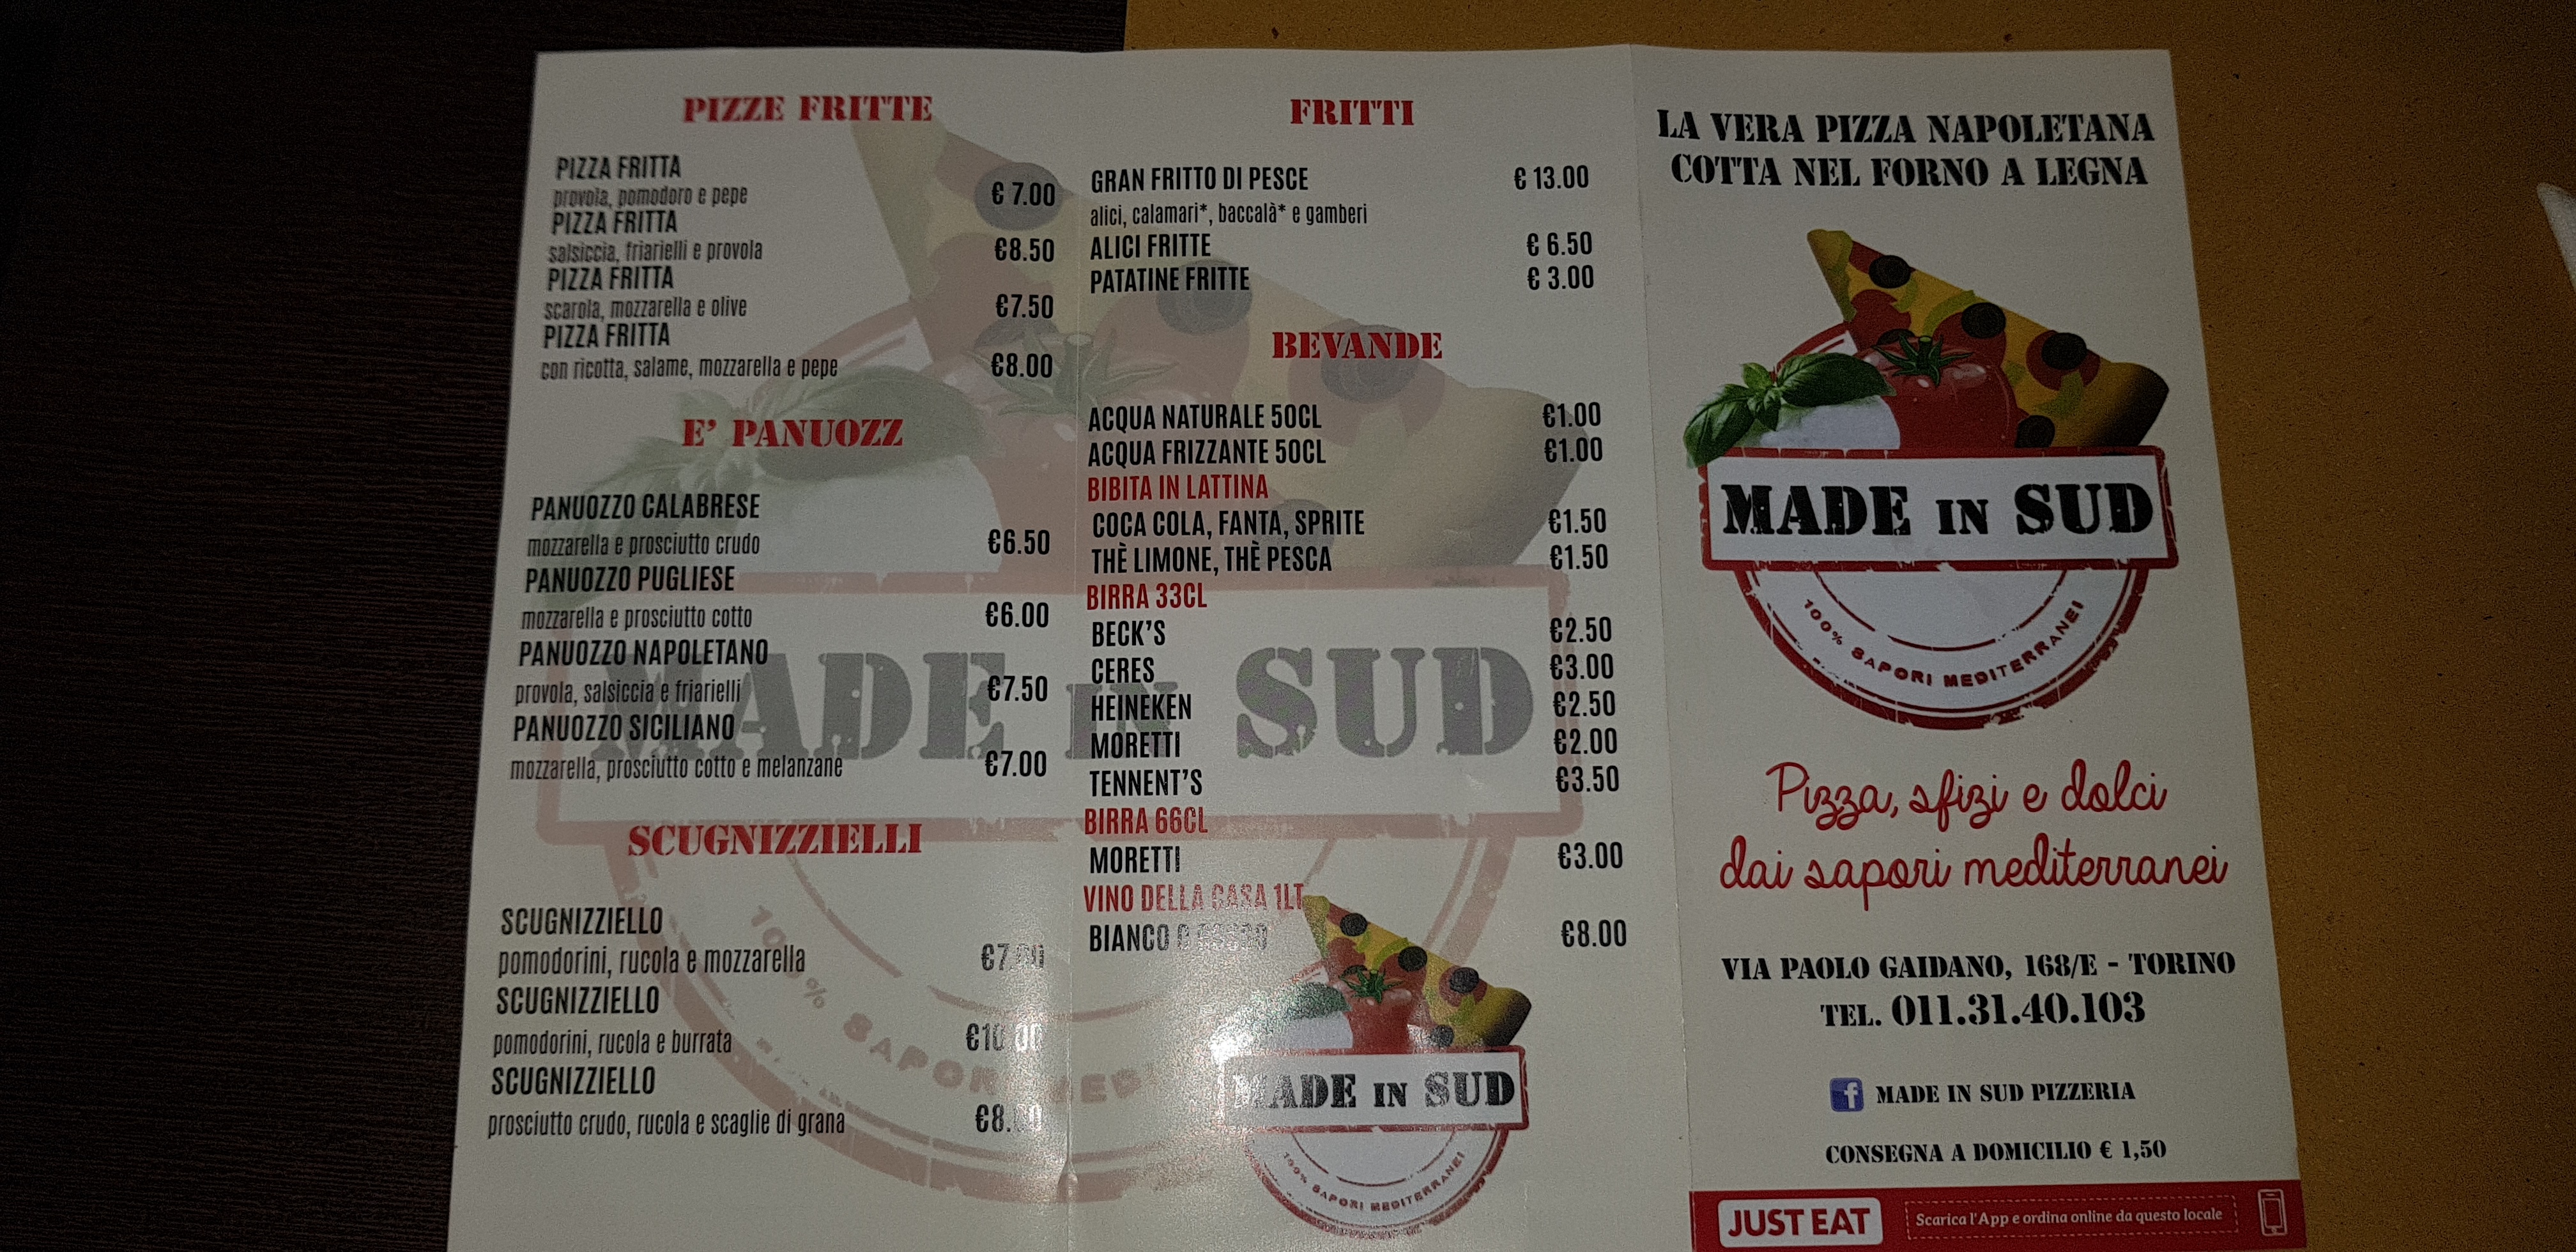 PIZZE FRITTE
PIZZA FRITTA
provola, pomodoro e pepe € 7.00
PIZZA FRITTA
salsiccia, friarielli e provola €8.50
PIZZA FRITTA
scarola, mozzarella e olive €7.50
PIZZA FRITTA
con ricotta, salame, mozzarella e pepe €8.00
E' PANUOZZ
PANUOZZO CALABRESE
mozzarella e prosciutto crudo €6.50
PANUOZZO PUGLIESE
mozzarella e prosciutto cotto €6.00
PANUOZZO NAPOLETANO
provola, salsiccia e friarielli €7.50
PANUOZZO SICILIANO
mozzarella, prosciutto cotto e melanzane €7.00
SCUGNIZZIELLI
SCUGNIZZIELLO
pomodorini, rucola e mozzarella
SCUGNIZZIELLO
pomodorini, rucola e burrata
SCUGNIZZIELLO
prosciutto crudo, rucola e scaglie di grana
MADE IN SUD
FRITTI
GRAN FRITTO DI PESCE € 13.00
alici, calamari*, baccalà* e gamberi
ALICI FRITTE € 6.50
PATATINE FRITTE € 3.00
BEVANDE
ACQUA NATURALE 50CL €1.00
ACQUA FRIZZANTE 50CL €1.00
BIBITA IN LATTINA
COCA COLA, FANTA, SPRITE €1.50
THÈ LIMONE, THÈ PESCA €1.50
BIRRA 33CL
BECK'S €2.50
CERES €3.00
HEINEKEN €2.50
MORETTI €2.00
TENNENT'S €3.50
BIRRA 66CL
MORETTI €3.00
VINO DELLA CASA 1LT
BIANCO €8.00
MADE IN SUD
100% SAPORI MEDITERRANEI
LA VERA PIZZA NAPOLETANA
COTTA NEL FORNO A LEGNA
MADE IN SUD
100% SAPORI MEDITERRANEI
Pizza, sfizi e dolci
dai sapori mediterranei
VIA PAOLO GAIDANO, 168/E - TORINO
TEL. 011.31.40.103
f MADE IN SUD PIZZERIA
CONSEGNA A DOMICILIO € 1,50
JUST EAT
Scarica l'App e ordina online da questo locale